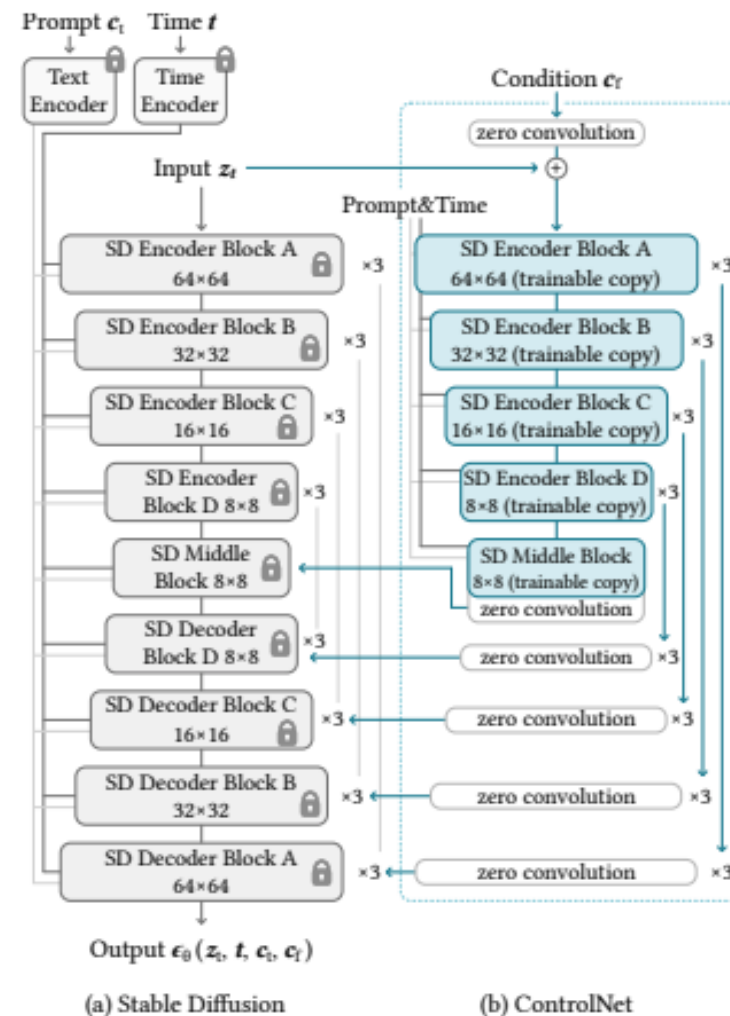 Prompt cₜ Time t
Text Encoder
Time Encoder
Condition c_f
zero convolution
Input zₜ
+
Prompt&Time
SD Encoder Block A
64×64
×3
SD Encoder Block B
32×32
×3
SD Encoder Block C
16×16
×3
SD Encoder
Block D 8×8
×3
SD Middle
Block 8×8
SD Decoder
Block D 8×8
×3
SD Decoder Block C
16×16
×3
SD Decoder Block B
32×32
×3
SD Decoder Block A
64×64
×3
Output ϵ_θ(zₜ, t, cₜ, c_f)
(a) Stable Diffusion
SD Encoder Block A
64×64 (trainable copy)
×3
SD Encoder Block B
32×32 (trainable copy)
×3
SD Encoder Block C
16×16 (trainable copy)
×3
SD Encoder Block D
8×8 (trainable copy)
×3
SD Middle Block
8×8 (trainable copy)
zero convolution
zero convolution
×3
zero convolution
×3
zero convolution
×3
zero convolution
×3
(b) ControlNet